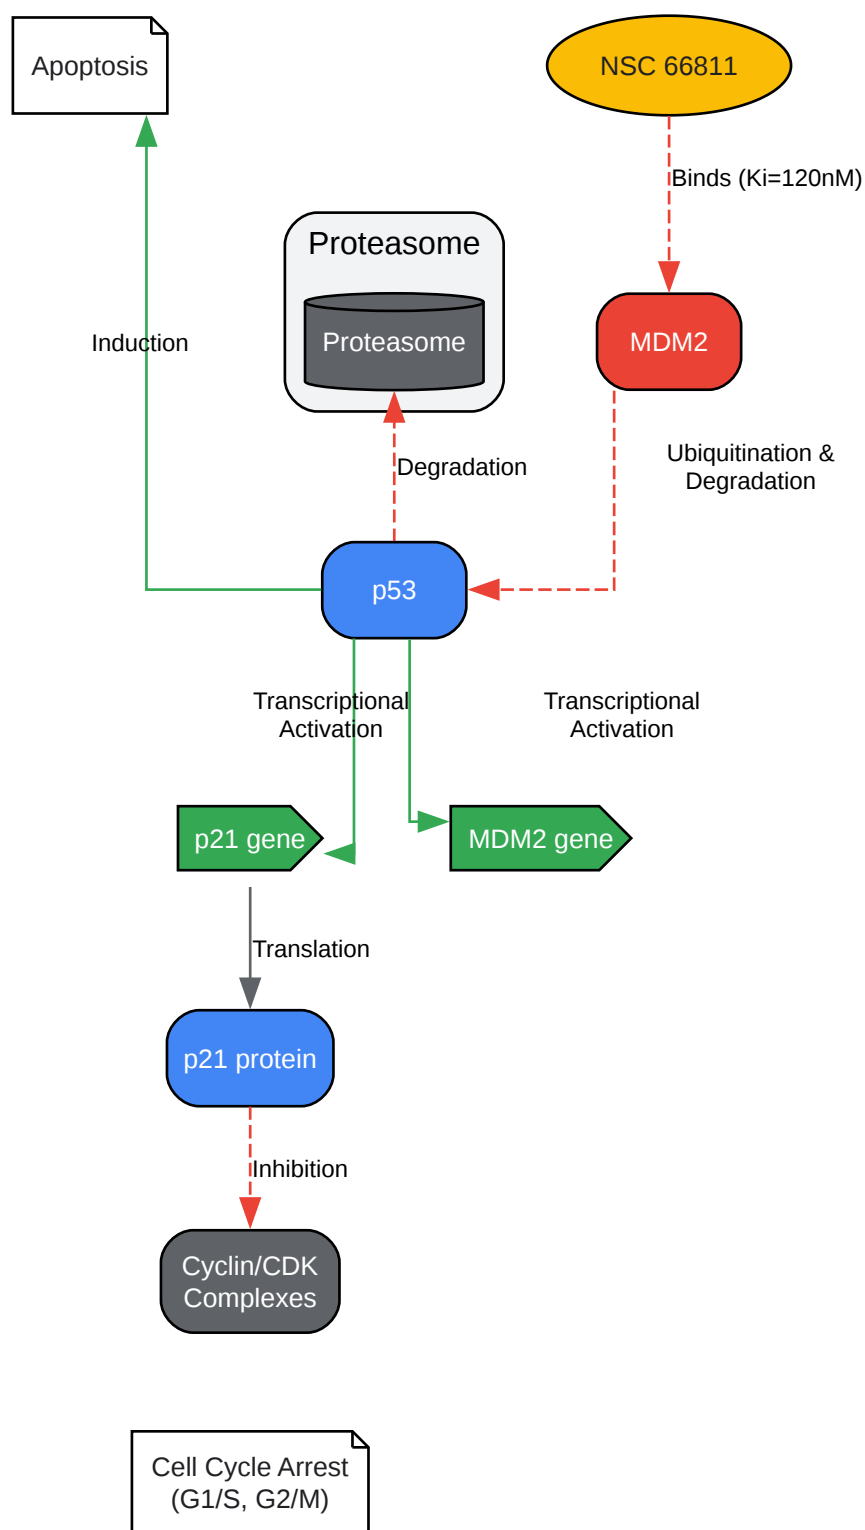 Apoptosis
NSC 66811
Binds (Ki=120nM)
Proteasome
Induction
Proteasome
MDM2
Degradation
Ubiquitination &
Degradation
p53
Transcriptional
Activation
Transcriptional
Activation
p21 gene
MDM2 gene
Translation
p21 protein
Inhibition
Cyclin/CDK
Complexes
Cell Cycle Arrest
(G1/S, G2/M)